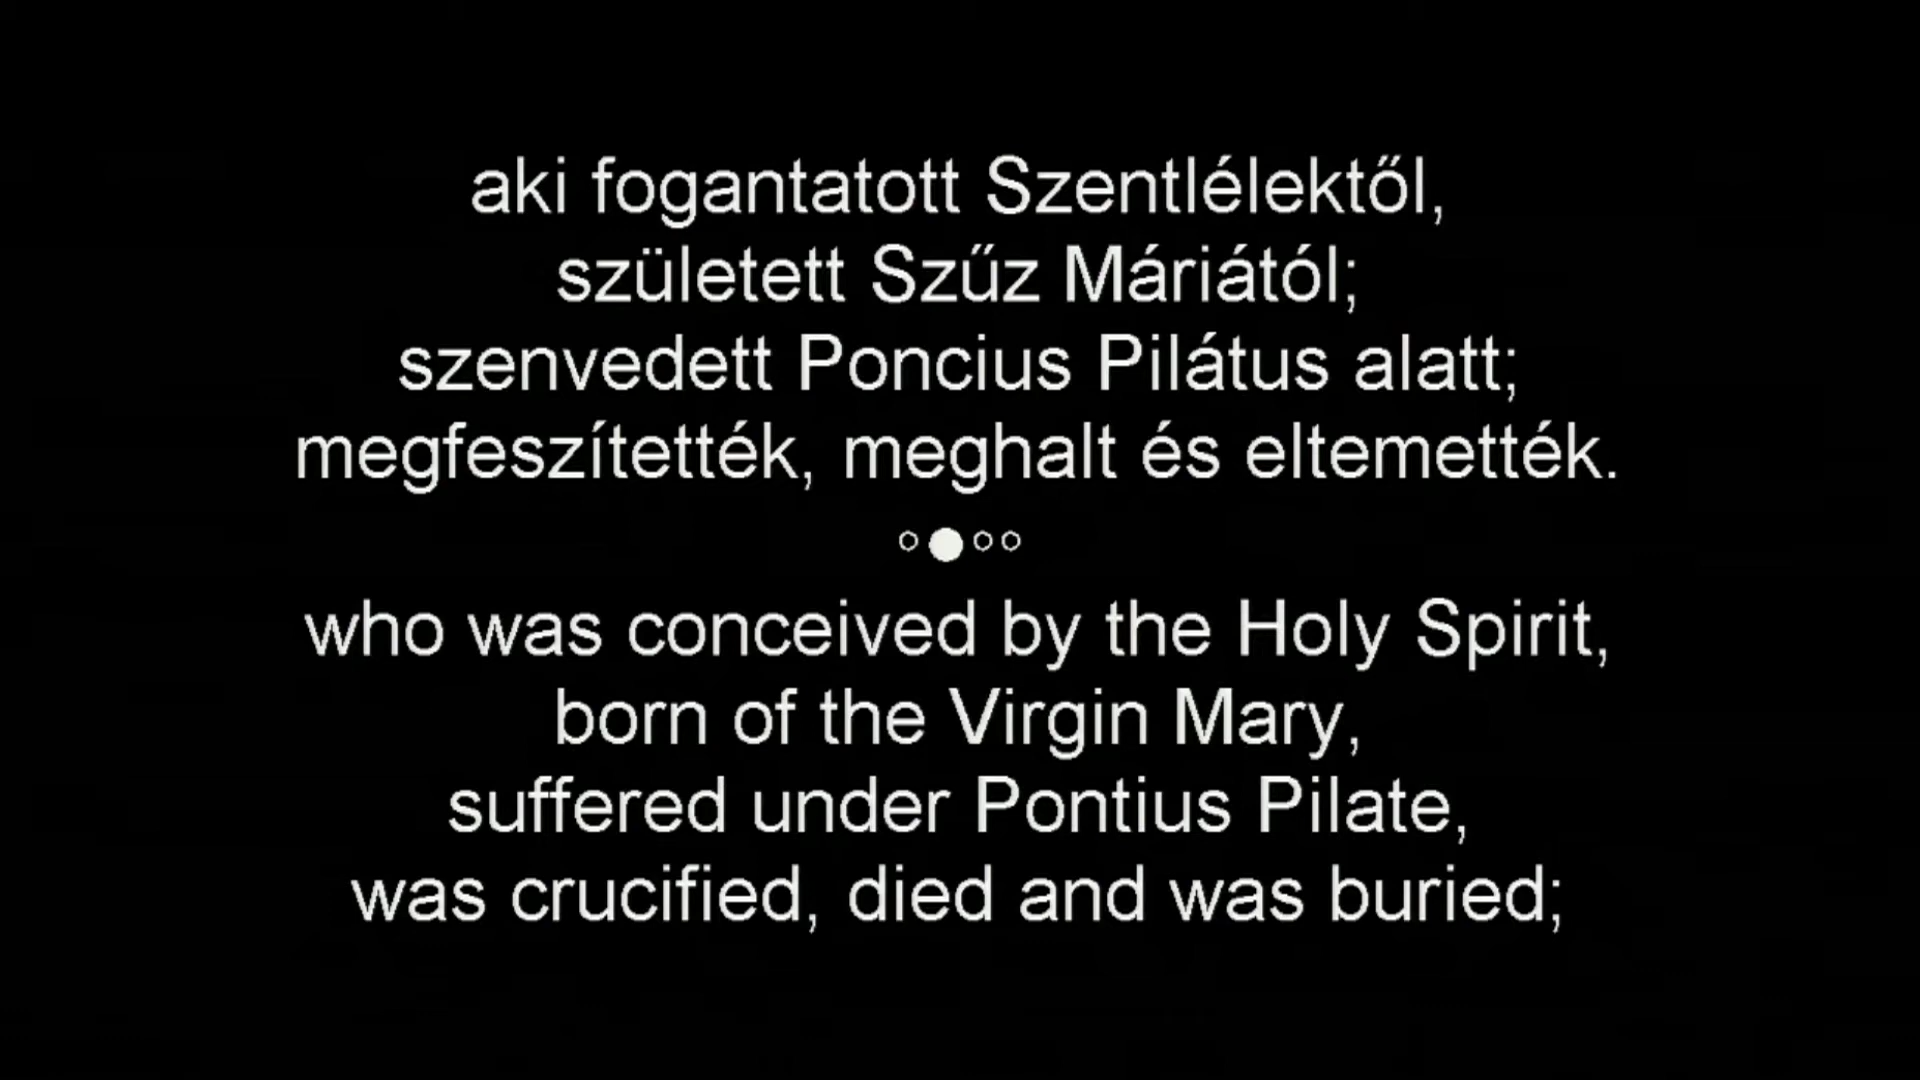 aki fogantatott Szentlélektől,
született Szűz Máriától;
szenvedett Poncius Pilátus alatt;
megfeszítették, meghalt és eltemették.
who was conceived by the Holy Spirit,
born of the Virgin Mary,
suffered under Pontius Pilate,
was crucified, died and was buried;